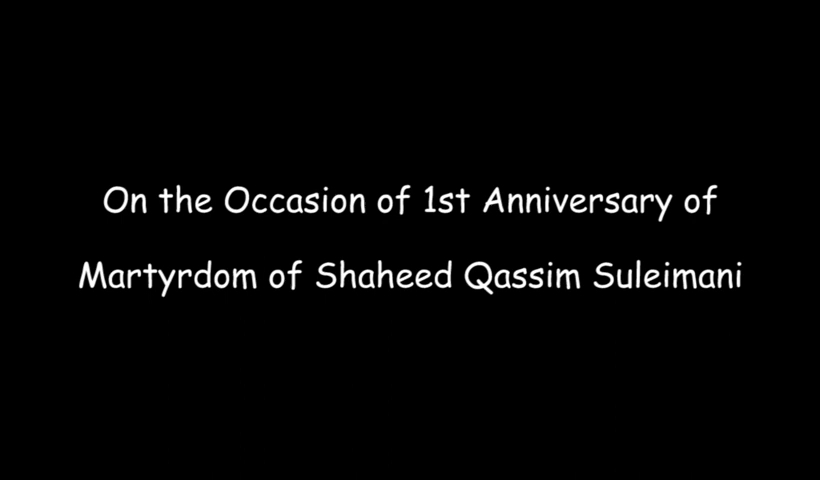 On the Occasion of 1st Anniversary of
Martyrdom of Shaheed Qassim Suleimani